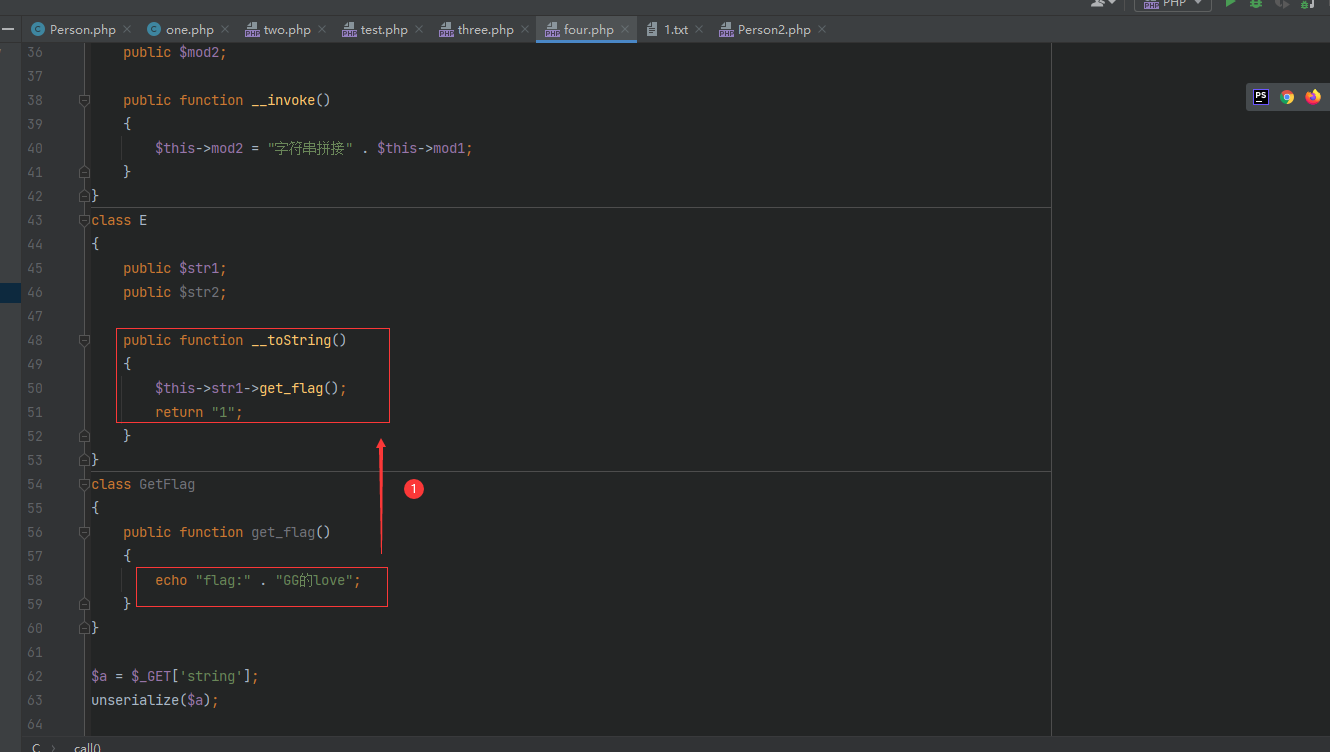 PHP
Person.php one.php two.php test.php three.php four.php 1.txt Person2.php
36 public $mod2;
37
38 public function __invoke()
39 {
40 $this->mod2 = "字符串拼接" . $this->mod1;
41 }
42 }
43 class E
44 {
45 public $str1;
46 public $str2;
47
48 public function __toString()
49 {
50 $this->str1->get_flag();
51 return "1";
52 }
53 }
54 class GetFlag
1
55 {
56 public function get_flag()
57 {
58 echo "flag:" . "GG的love";
59 }
60 }
61
62 $a = $_GET['string'];
63 unserialize($a);
64
C › call()